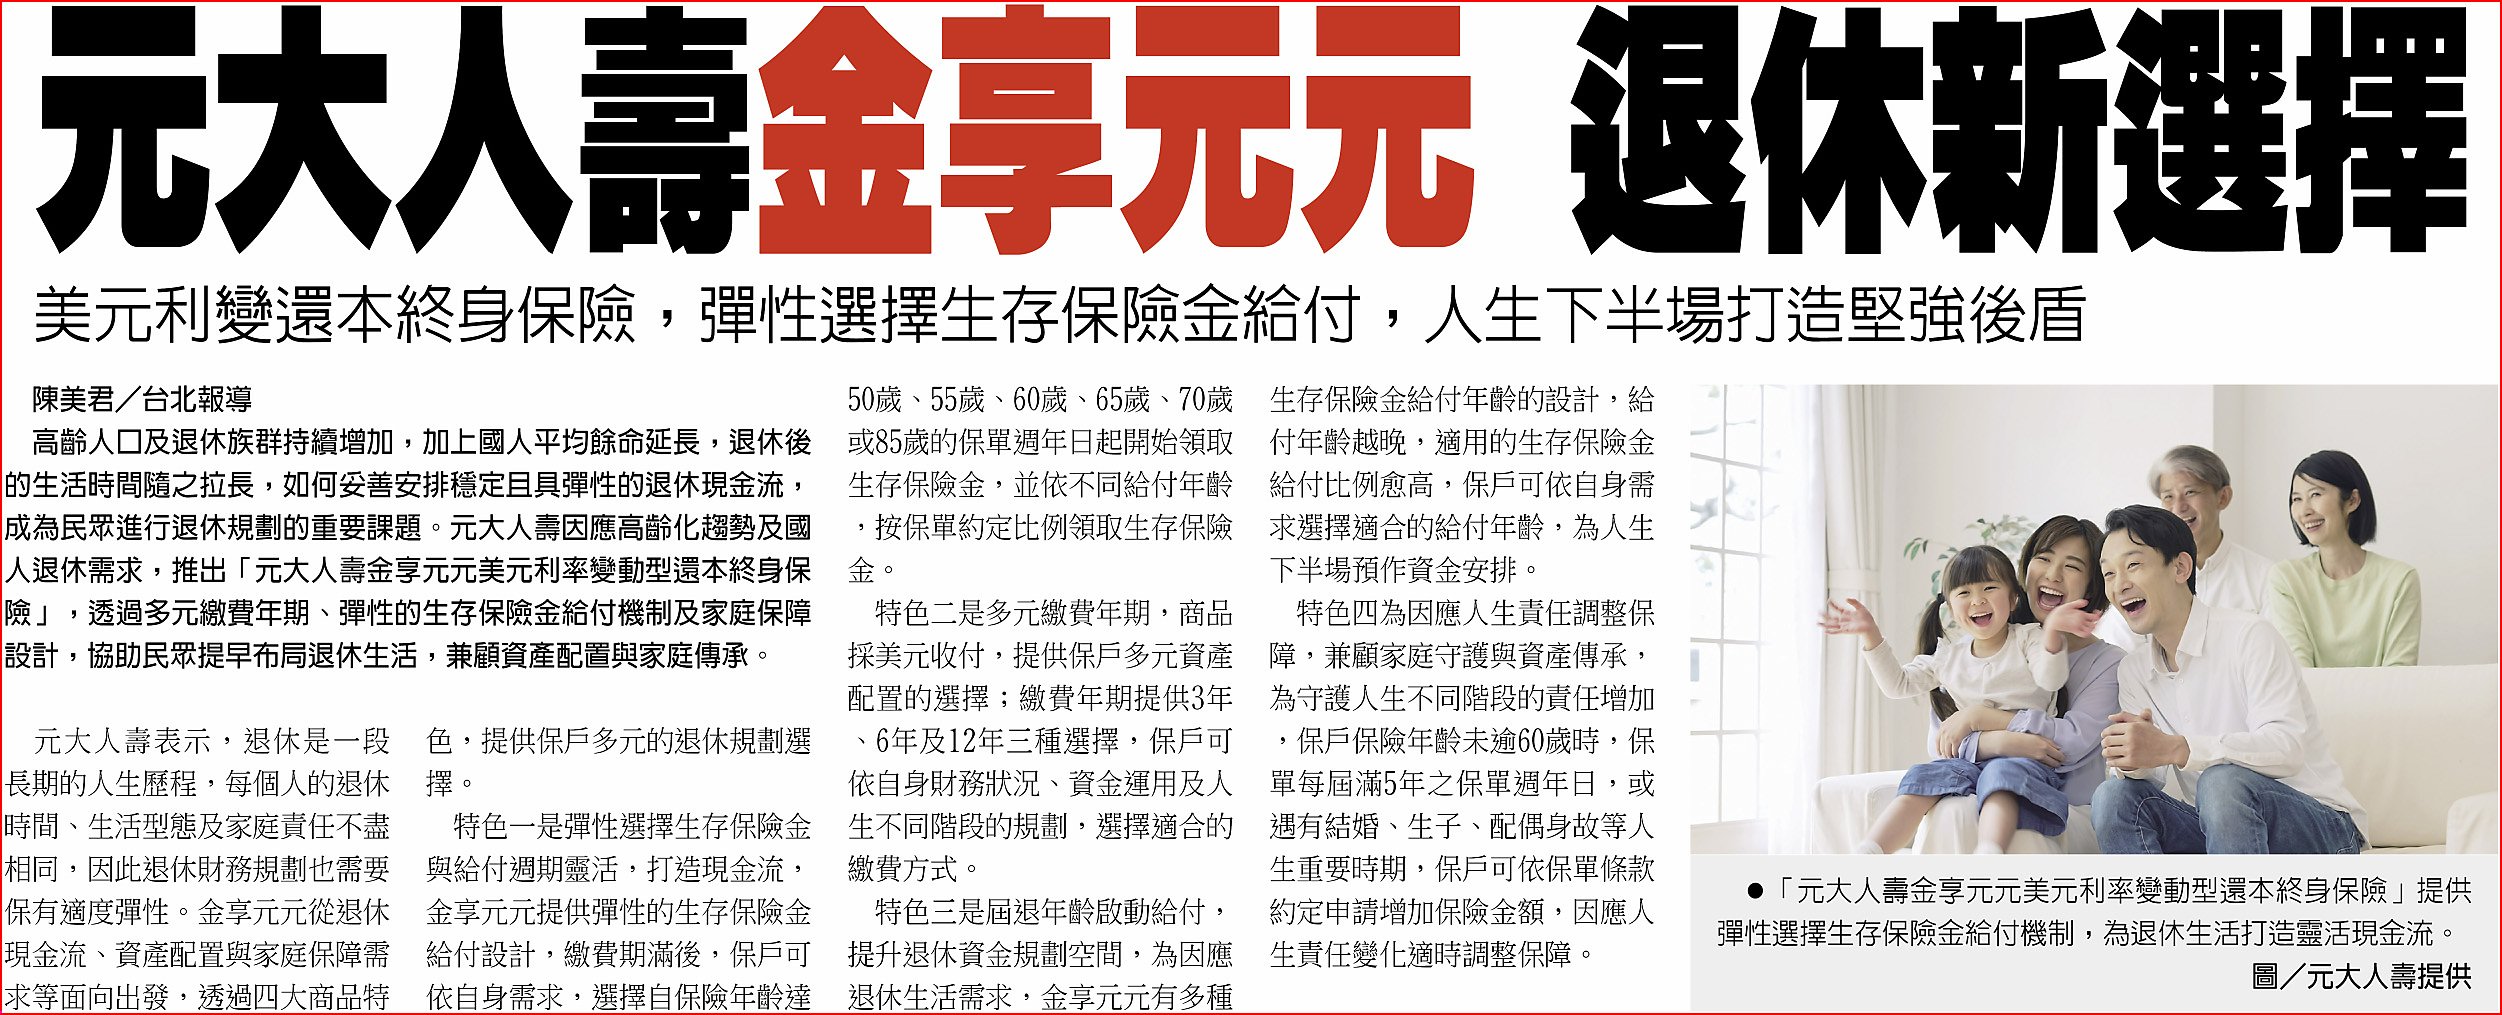 元大人壽金享元元 退休新選擇
美元利變還本終身保險，彈性選擇生存保險金給付，人生下半場打造堅強後盾
陳美君／台北報導
高齡人口及退休族群持續增加，加上國人平均餘命延長，退休後
的生活時間隨之拉長，如何妥善安排穩定且具彈性的退休現金流，
成為民眾進行退休規劃的重要課題。元大人壽因應高齡化趨勢及國
人退休需求，推出「元大人壽金享元元美元利率變動型還本終身保
險」，透過多元繳費年期、彈性的生存保險金給付機制及家庭保障
設計，協助民眾提早布局退休生活，兼顧資產配置與家庭傳承。
元大人壽表示，退休是一段
長期的人生歷程，每個人的退休
時間、生活型態及家庭責任不盡
相同，因此退休財務規劃也需要
保有適度彈性。金享元元從退休
現金流、資產配置與家庭保障需
求等面向出發，透過四大商品特
色，提供保戶多元的退休規劃選
擇。
特色一是彈性選擇生存保險金
與給付週期靈活，打造現金流，
金享元元提供彈性的生存保險金
給付設計，繳費期滿後，保戶可
依自身需求，選擇自保險年齡達
50歲、55歲、60歲、65歲、70歲
或85歲的保單週年日起開始領取
生存保險金，並依不同給付年齡
，按保單約定比例領取生存保險
金。
特色二是多元繳費年期，商品
採美元收付，提供保戶多元資產
配置的選擇；繳費年期提供3年
、6年及12年三種選擇，保戶可
依自身財務狀況、資金運用及人
生不同階段的規劃，選擇適合的
繳費方式。
特色三是屆退年齡啟動給付，
提升退休資金規劃空間，為因應
退休生活需求，金享元元有多種
生存保險金給付年齡的設計，給
付年齡越晚，適用的生存保險金
給付比例愈高，保戶可依自身需
求選擇適合的給付年齡，為人生
下半場預作資金安排。
特色四為因應人生責任調整保
障，兼顧家庭守護與資產傳承，
為守護人生不同階段的責任增加
，保戶保險年齡未逾60歲時，保
單每屆滿5年之保單週年日，或
遇有結婚、生子、配偶身故等人
生重要時期，保戶可依保單條款
約定申請增加保險金額，因應人
生責任變化適時調整保障。
●「元大人壽金享元元美元利率變動型還本終身保險」提供
彈性選擇生存保險金給付機制，為退休生活打造靈活現金流。
圖／元大人壽提供